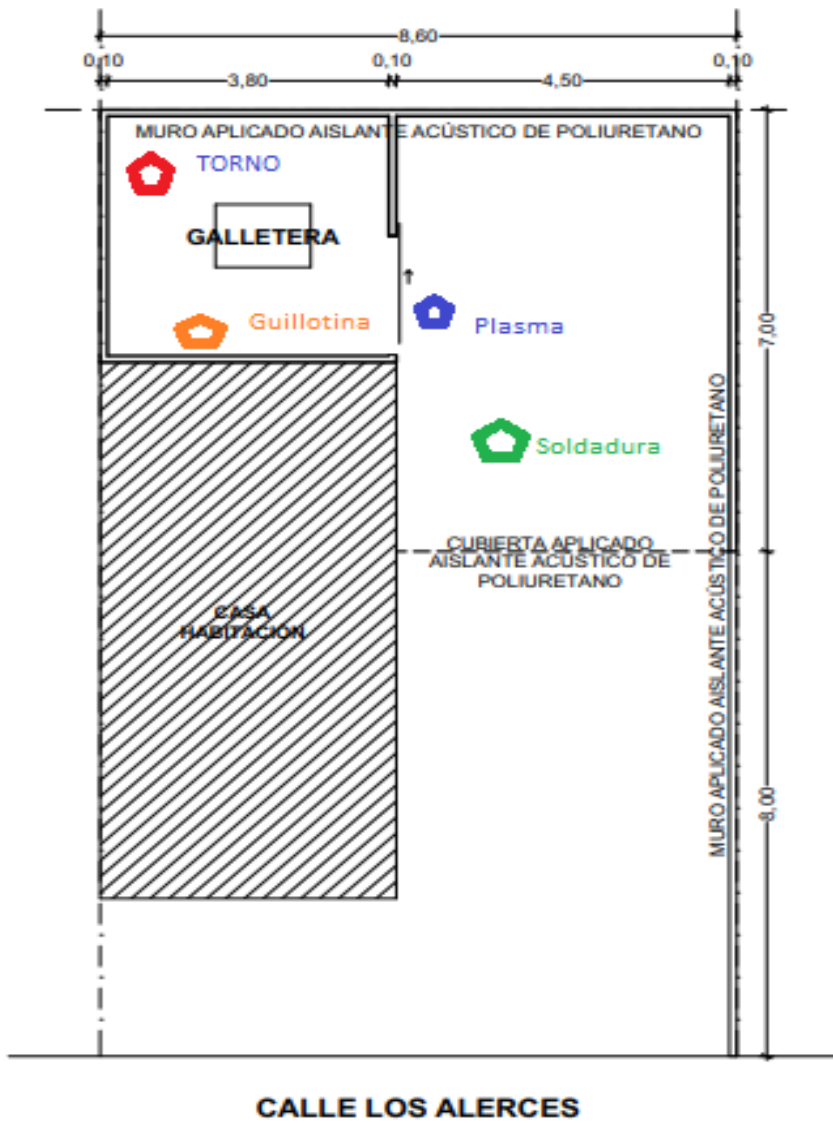 8,60
0,10
0,10
0,10
3,80
4,50
MURO APLICADO AISLANTE ACÚSTICO DE POLIURETANO
TORNO
GALLETERA
Guillotina
Plasma
7,00
Soldadura
MURO APLICADO AISLANTE ACÚSTICO DE POLIURETANO
CUBIERTA APLICADO
AISLANTE ACÚSTICO DE
POLIURETANO
CASA
HABITACIÓN
8,00
CALLE LOS ALERCES